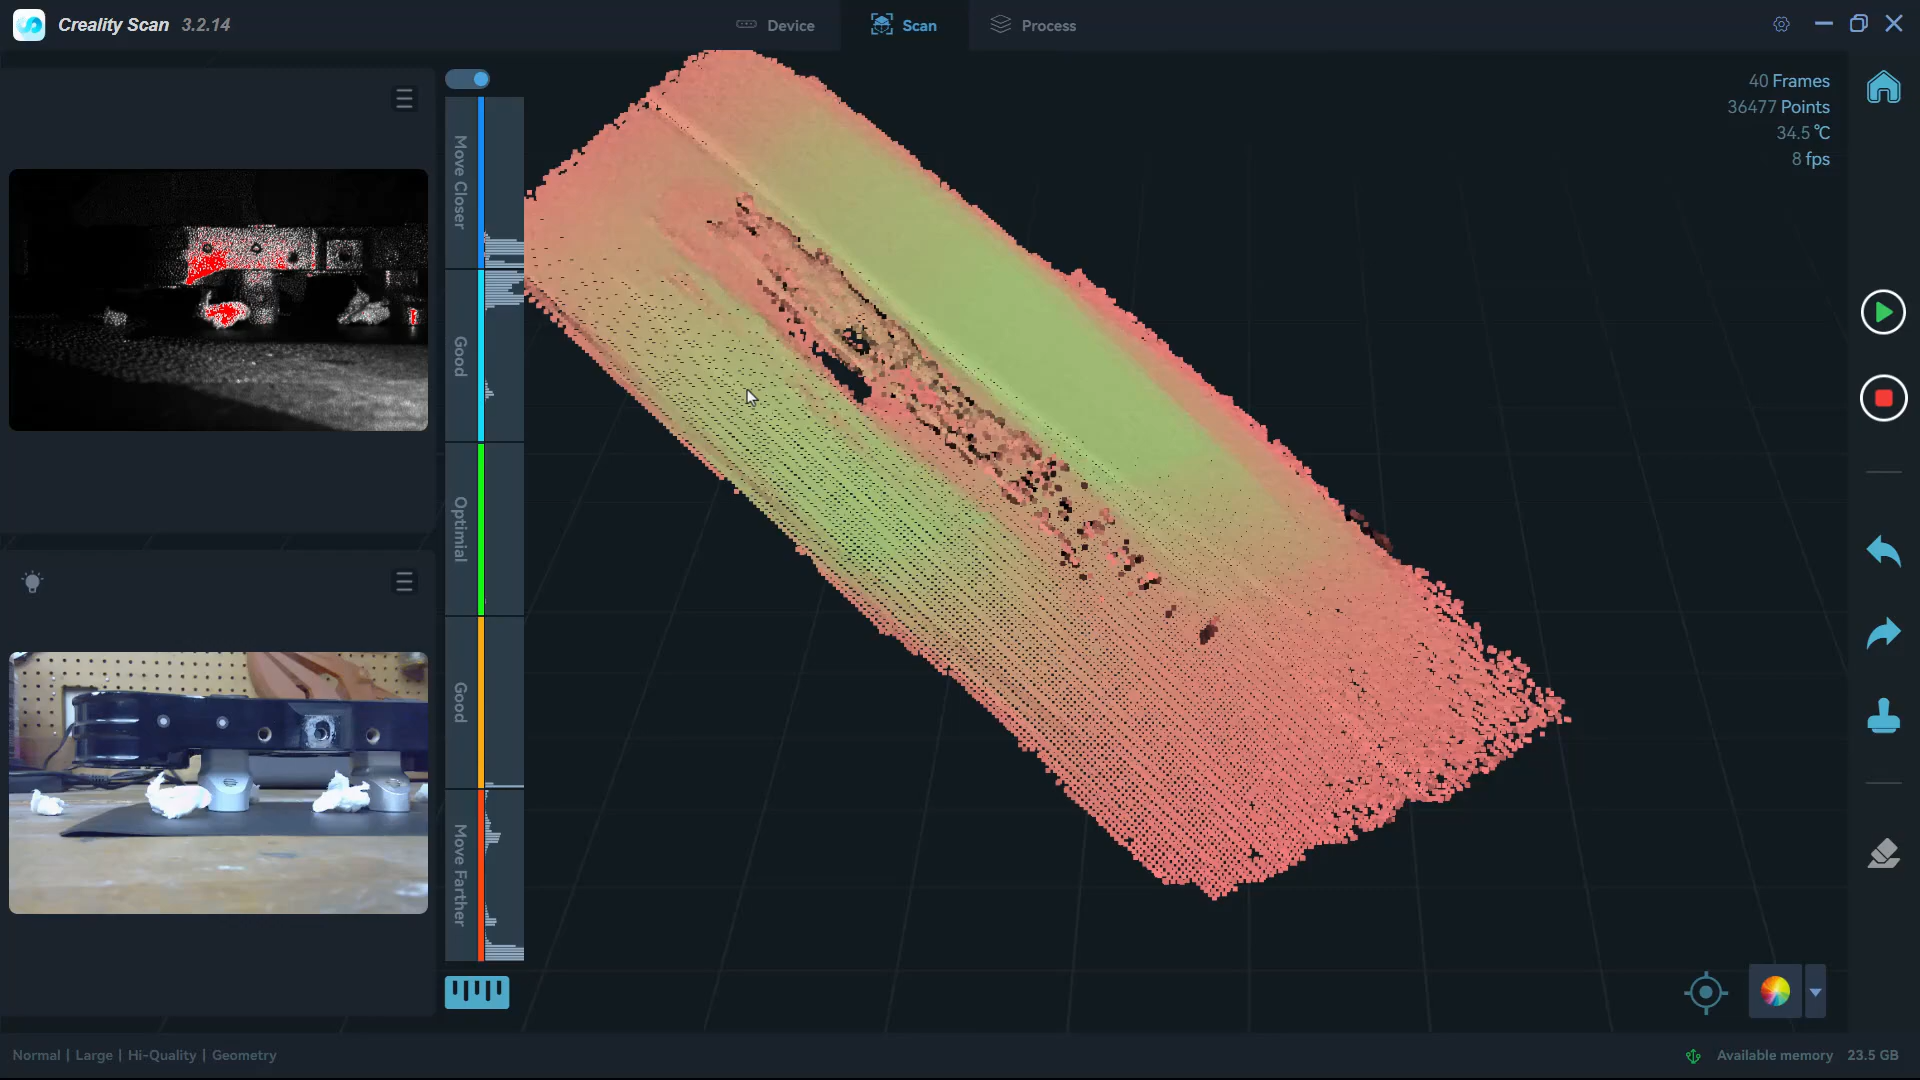 Creality Scan 3.2.14
Device
Scan
Process
40 Frames
36477 Points
34.5 ℃
8 fps
Move Closer
Good
Optimial
Good
Move Farther
Normal | Large | Hi-Quality | Geometry
Available memory 23.5 GB